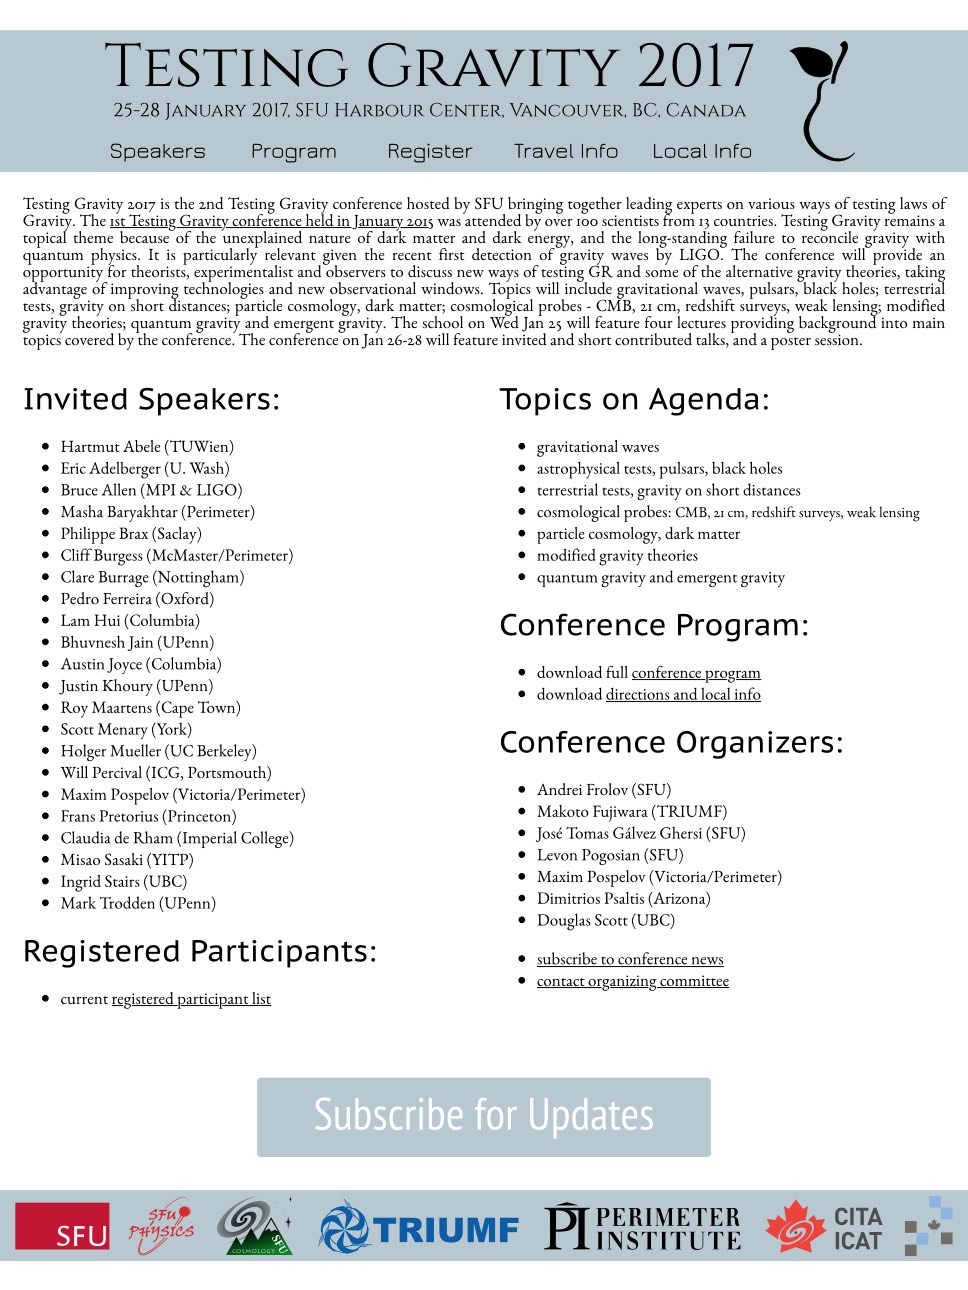 Testing Gravity 2017
25-28 January 2017, SFU Harbour Center, Vancouver, BC, Canada
Speakers Program Register Travel Info Local Info
Testing Gravity 2017 is the 2nd Testing Gravity conference hosted by SFU bringing together leading experts on various ways of testing laws of
Gravity. The 1st Testing Gravity conference held in January 2015 was attended by over 100 scientists from 13 countries. Testing Gravity remains a
topical theme because of the unexplained nature of dark matter and dark energy, and the long-standing failure to reconcile gravity with
quantum physics. It is particularly relevant given the recent first detection of gravity waves by LIGO. The conference will provide an
opportunity for theorists, experimentalist and observers to discuss new ways of testing GR and some of the alternative gravity theories, taking
advantage of improving technologies and new observational windows. Topics will include gravitational waves, pulsars, black holes; terrestrial
tests, gravity on short distances; particle cosmology, dark matter; cosmological probes - CMB, 21 cm, redshift surveys, weak lensing; modified
gravity theories; quantum gravity and emergent gravity. The school on Wed Jan 25 will feature four lectures providing background into main
topics covered by the conference. The conference on Jan 26-28 will feature invited and short contributed talks, and a poster session.
Invited Speakers:
Hartmut Abele (TUWien)
Eric Adelberger (U. Wash)
Bruce Allen (MPI & LIGO)
Masha Baryakhtar (Perimeter)
Philippe Brax (Saclay)
Cliff Burgess (McMaster/Perimeter)
Clare Burrage (Nottingham)
Pedro Ferreira (Oxford)
Lam Hui (Columbia)
Bhuvnesh Jain (UPenn)
Austin Joyce (Columbia)
Justin Khoury (UPenn)
Roy Maartens (Cape Town)
Scott Menary (York)
Holger Mueller (UC Berkeley)
Will Percival (ICG, Portsmouth)
Maxim Pospelov (Victoria/Perimeter)
Frans Pretorius (Princeton)
Claudia de Rham (Imperial College)
Misao Sasaki (YITP)
Ingrid Stairs (UBC)
Mark Trodden (UPenn)
Registered Participants:
current registered participant list
Topics on Agenda:
gravitational waves
astrophysical tests, pulsars, black holes
terrestrial tests, gravity on short distances
cosmological probes: CMB, 21 cm, redshift surveys, weak lensing
particle cosmology, dark matter
modified gravity theories
quantum gravity and emergent gravity
Conference Program:
download full conference program
download directions and local info
Conference Organizers:
Andrei Frolov (SFU)
Makoto Fujiwara (TRIUMF)
José Tomas Gálvez Ghersi (SFU)
Levon Pogosian (SFU)
Maxim Pospelov (Victoria/Perimeter)
Dimitrios Psaltis (Arizona)
Douglas Scott (UBC)
subscribe to conference news
contact organizing committee
Subscribe for Updates
SFU
SFU
PHYSICS
COSMOLOGY
SFU
TRIUMF
PI
PERIMETER
INSTITUTE
CITA
ICAT